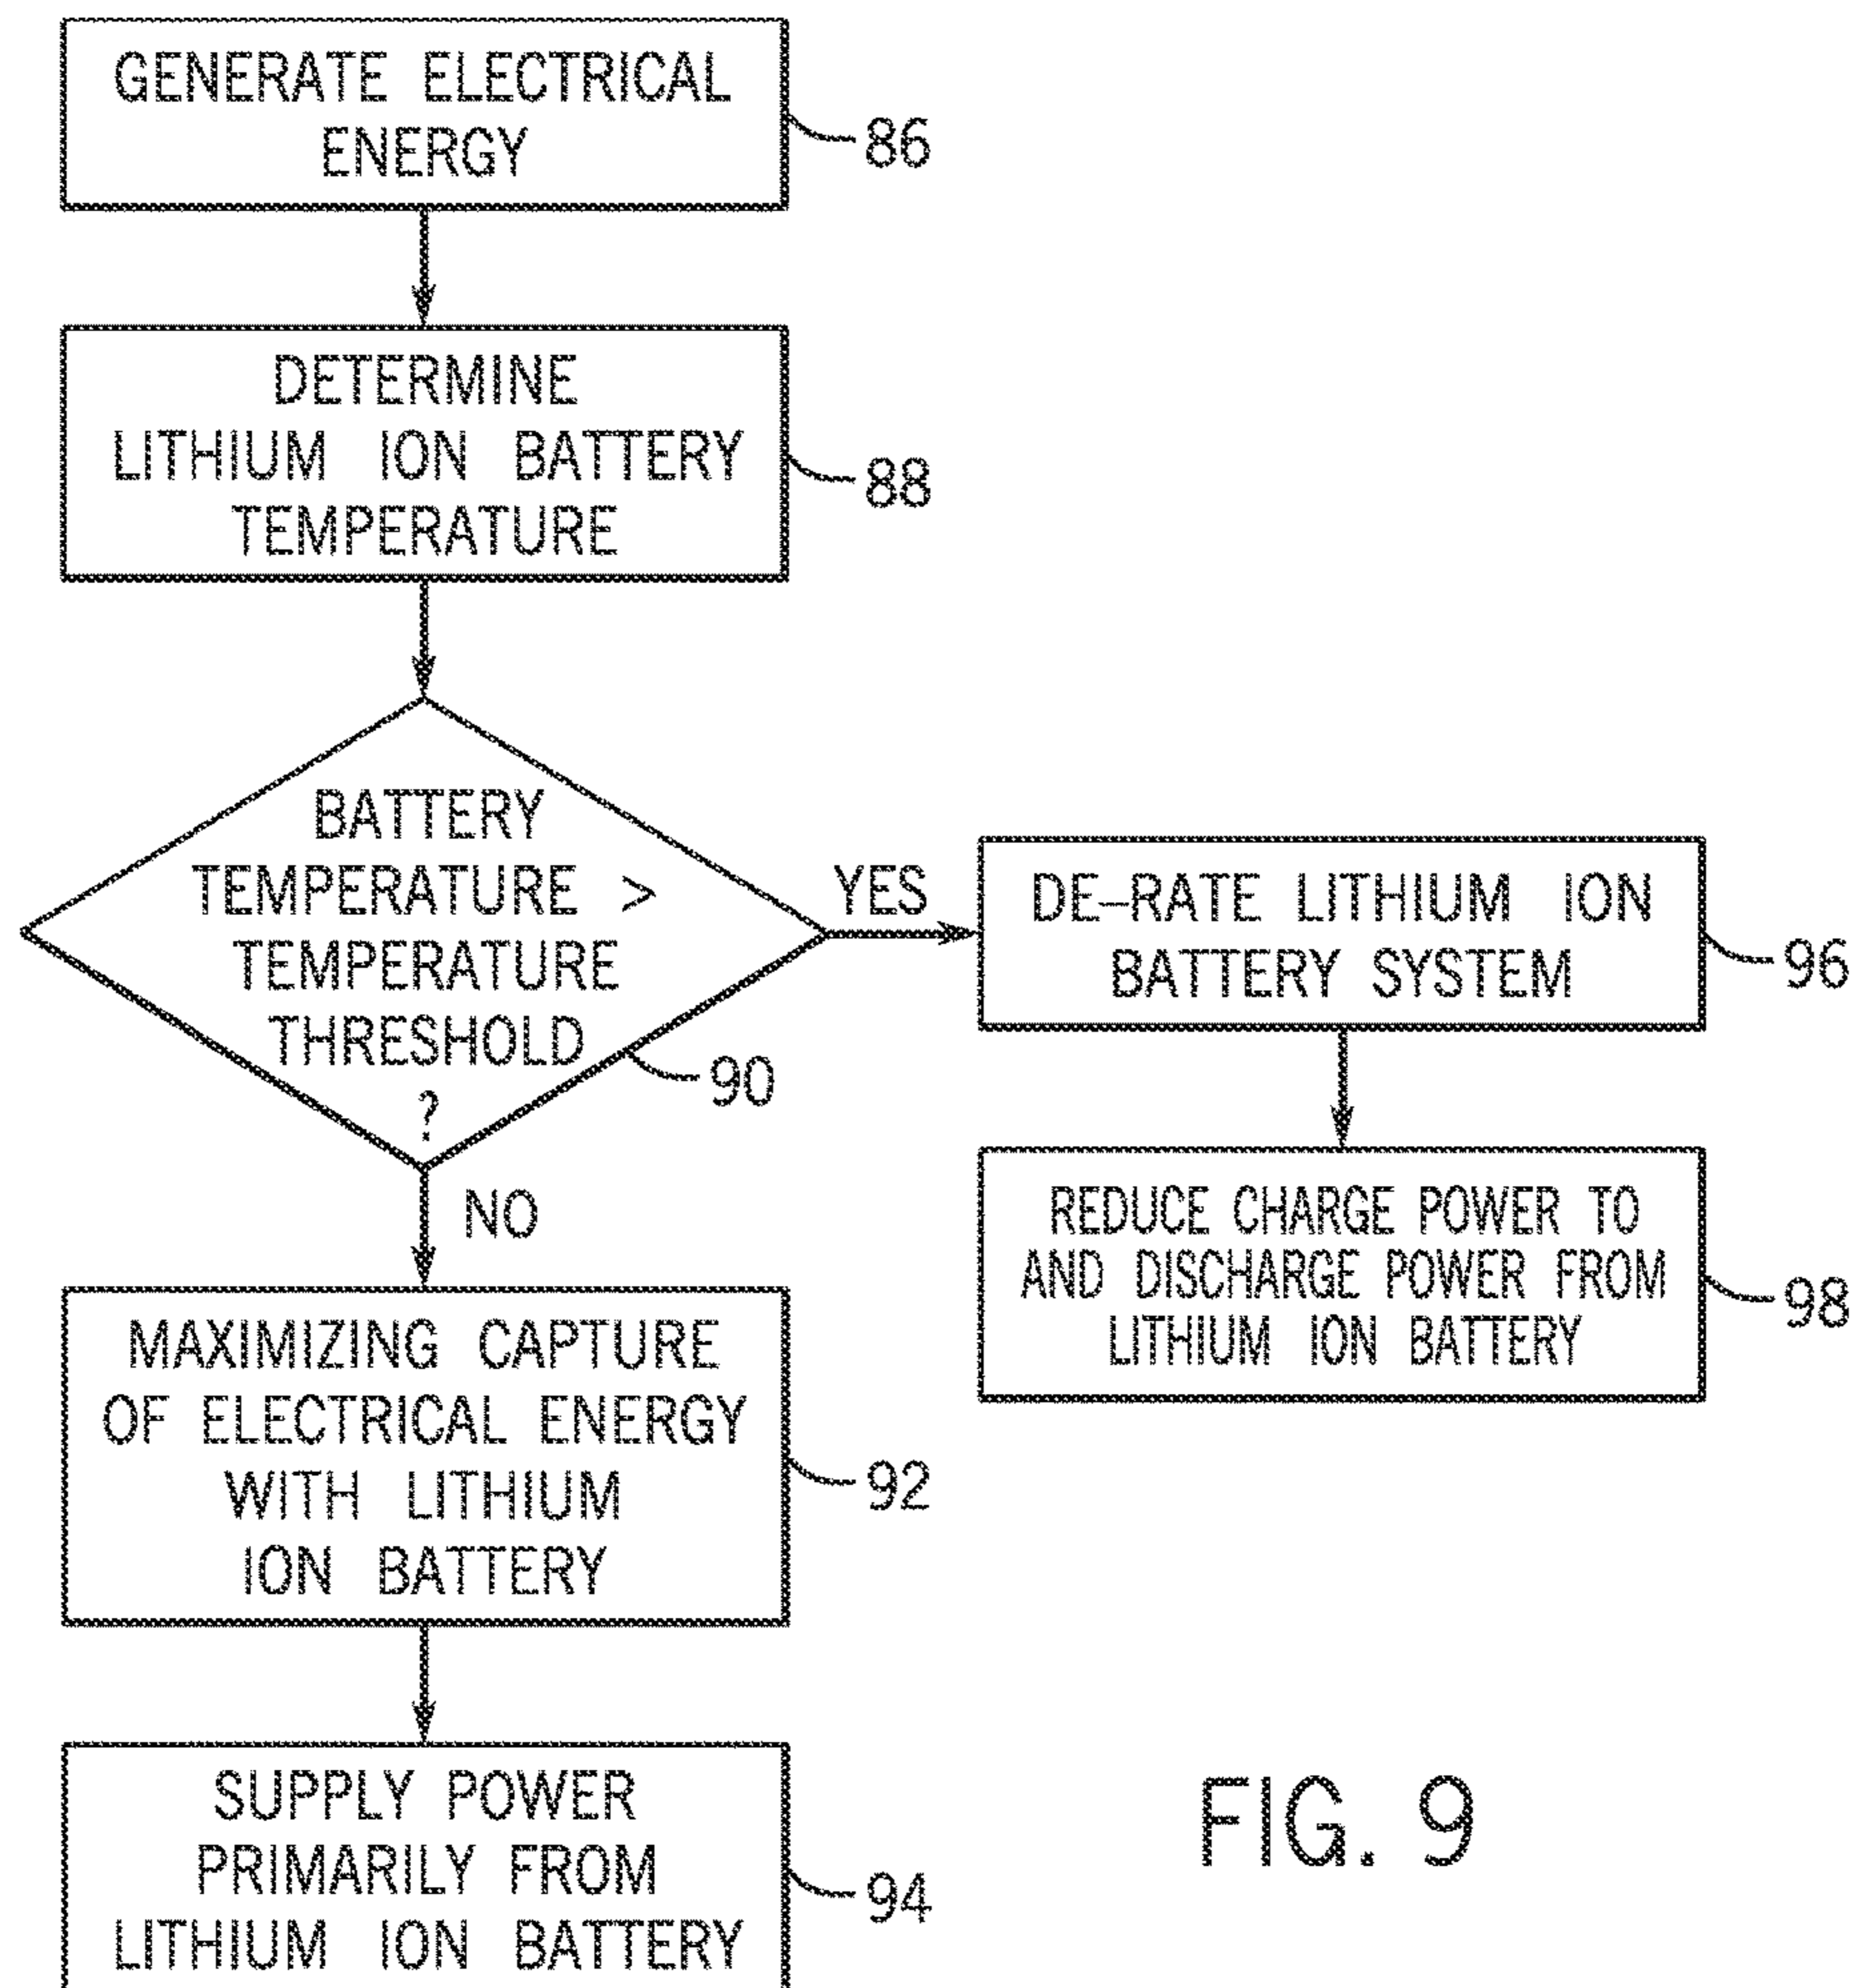 GENERATE ELECTRICAL
ENERGY
86
DETERMINE
LITHIUM ION BATTERY
TEMPERATURE
88
BATTERY
TEMPERATURE >
TEMPERATURE
THRESHOLD
?
90
YES
DE–RATE LITHIUM ION
BATTERY SYSTEM
96
REDUCE CHARGE POWER TO
AND DISCHARGE POWER FROM
LITHIUM ION BATTERY
98
NO
MAXIMIZING CAPTURE
OF ELECTRICAL ENERGY
WITH LITHIUM
ION BATTERY
92
SUPPLY POWER
PRIMARILY FROM
LITHIUM ION BATTERY
94
FIG. 9